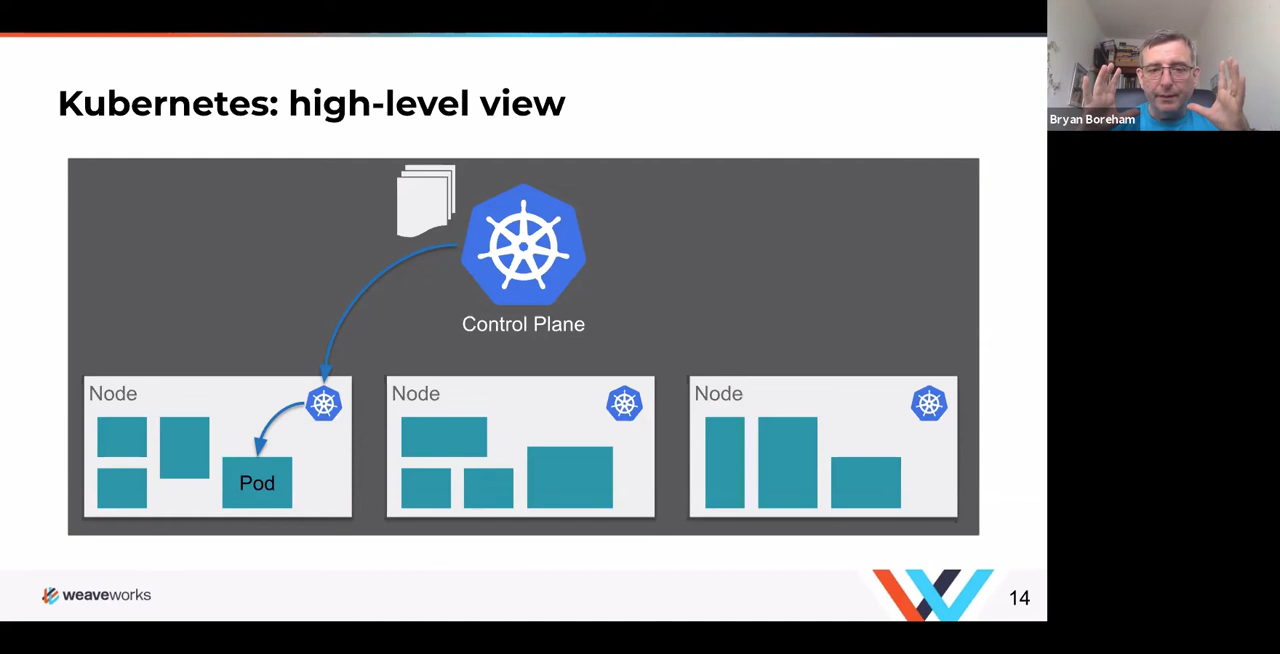 Kubernetes: high-level view
Bryan Boreham
Control Plane
Node
Node
Node
Pod
weaveworks
14